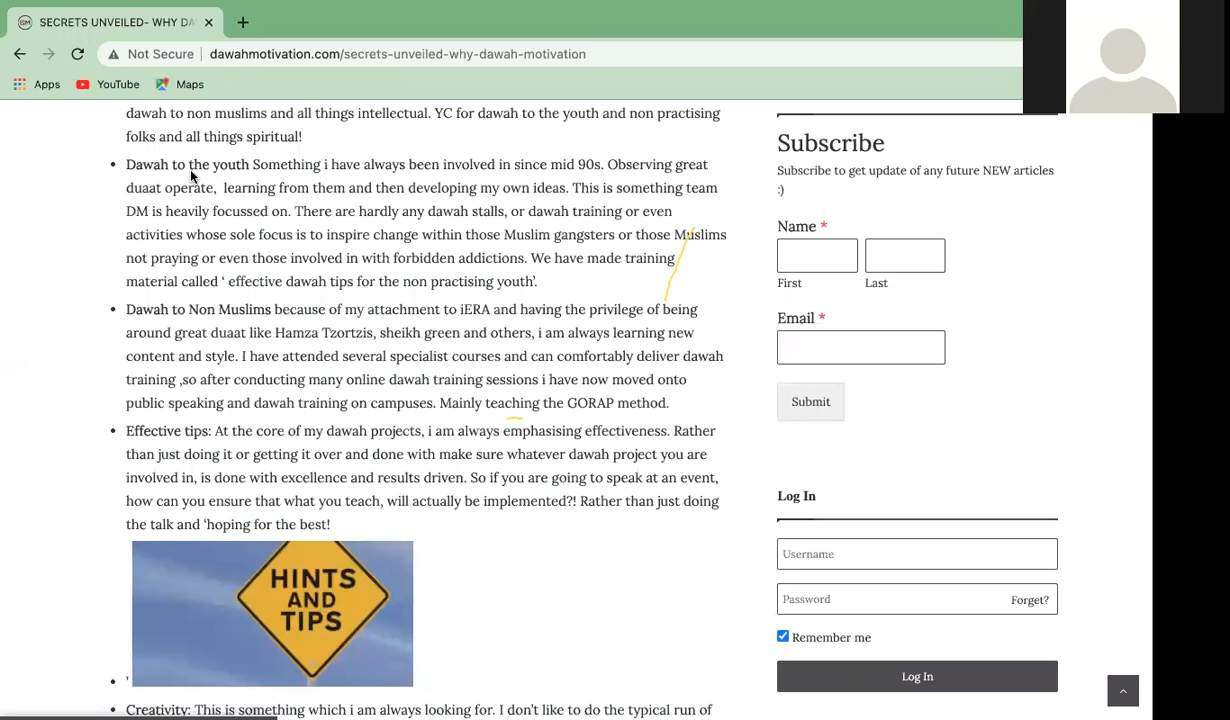 SECRETS UNVEILED- WHY DA
Not Secure
dawahmotivation.com/secrets-unveiled-why-dawah-motivation
Apps
YouTube
Maps
dawah to non muslims and all things intellectual. YC for dawah to the youth and non practising
folks and all things spiritual!
Dawah to the youth Something i have always been involved in since mid 90s. Observing great
duaat operate, learning from them and then developing my own ideas. This is something team
DM is heavily focussed on. There are hardly any dawah stalls, or dawah training or even
activities whose sole focus is to inspire change within those Muslim gangsters or those Muslims
not praying or even those involved in with forbidden addictions. We have made training
material called ‘ effective dawah tips for the non practising youth’.
Dawah to Non Muslims because of my attachment to iERA and having the privilege of being
around great duaat like Hamza Tzortzis, sheikh green and others, i am always learning new
content and style. I have attended several specialist courses and can comfortably deliver dawah
training ,so after conducting many online dawah training sessions i have now moved onto
public speaking and dawah training on campuses. Mainly teaching the GORAP method.
Effective tips: At the core of my dawah projects, i am always emphasising effectiveness. Rather
than just doing it or getting it over and done with make sure whatever dawah project you are
involved in, is done with excellence and results driven. So if you are going to speak at an event,
how can you ensure that what you teach, will actually be implemented?! Rather than just doing
the talk and ‘hoping for the best!
HINTS
AND
TIPS
’
Creativity: This is something which i am always looking for. I don’t like to do the typical run of
Subscribe
Subscribe to get update of any future NEW articles
:)
Name *
First
Last
Email *
Submit
Log In
Username
Password
Forget?
Remember me
Log In